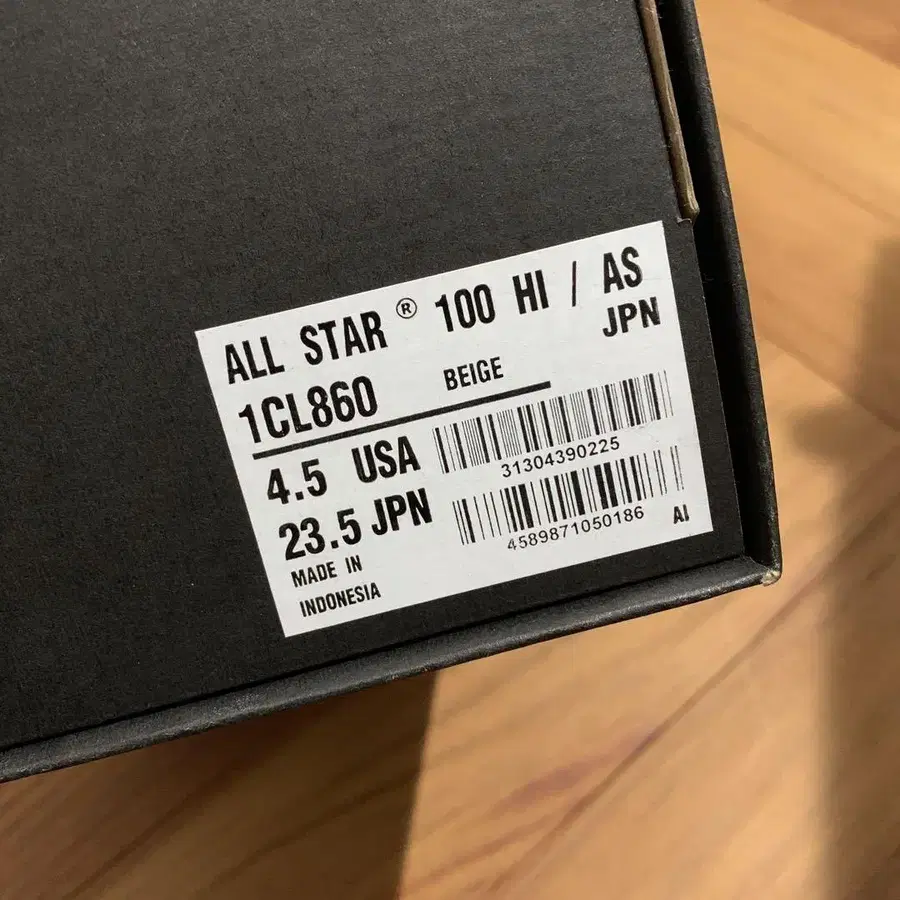 ALL STAR ® 100 HI / AS
JPN
1CL860 BEIGE
4.5 USA
31304390225
23.5 JPN
4589871050186 AI
MADE IN
INDONESIA